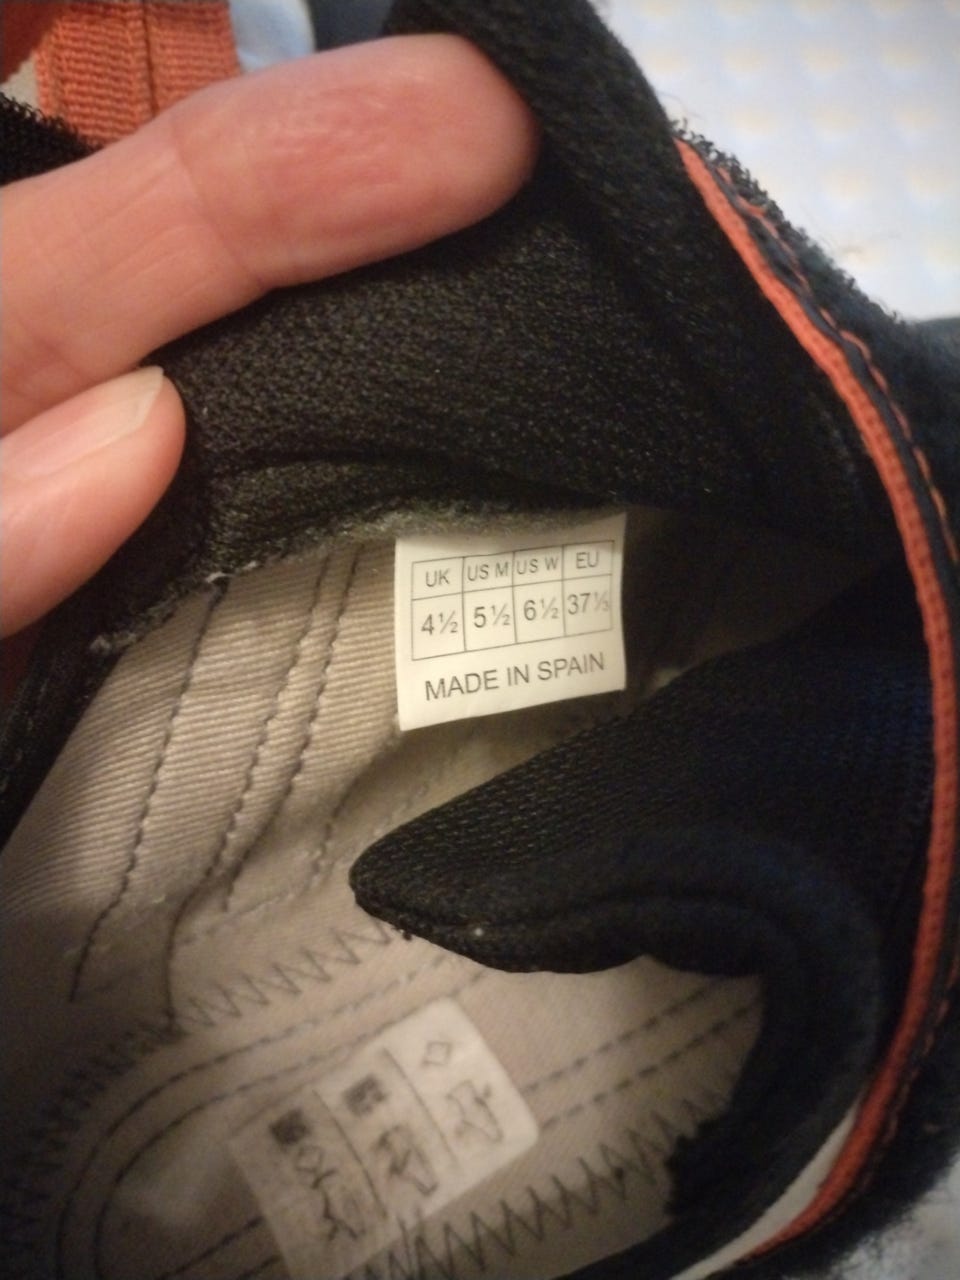 UK US M US W EU
4½ 5½ 6½ 37⅓
MADE IN SPAIN